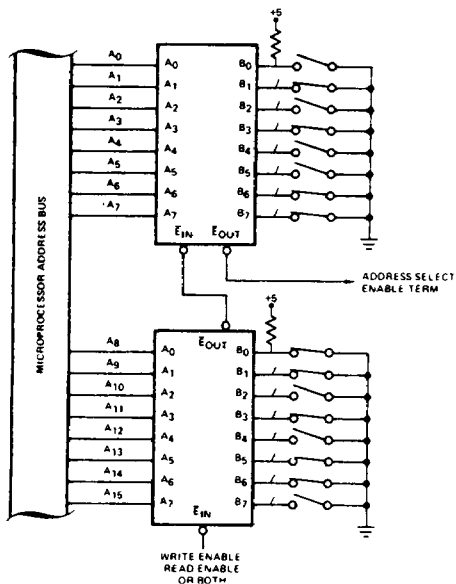 MICROPROCESSOR ADDRESS BUS
+5
A0 A0 B0
A1 A1 B1
A2 A2 B2
A3 A3 B3
A4 A4 B4
A5 A5 B5
A6 A6 B6
A7 A7 B7
EIN EOUT
ADDRESS SELECT
ENABLE TERM
+5
EOUT
A8 A0 B0
A9 A1 B1
A10 A2 B2
A11 A3 B3
A12 A4 B4
A13 A5 B5
A14 A6 B6
A15 A7 B7
EIN
WRITE ENABLE
READ ENABLE
OR BOTH